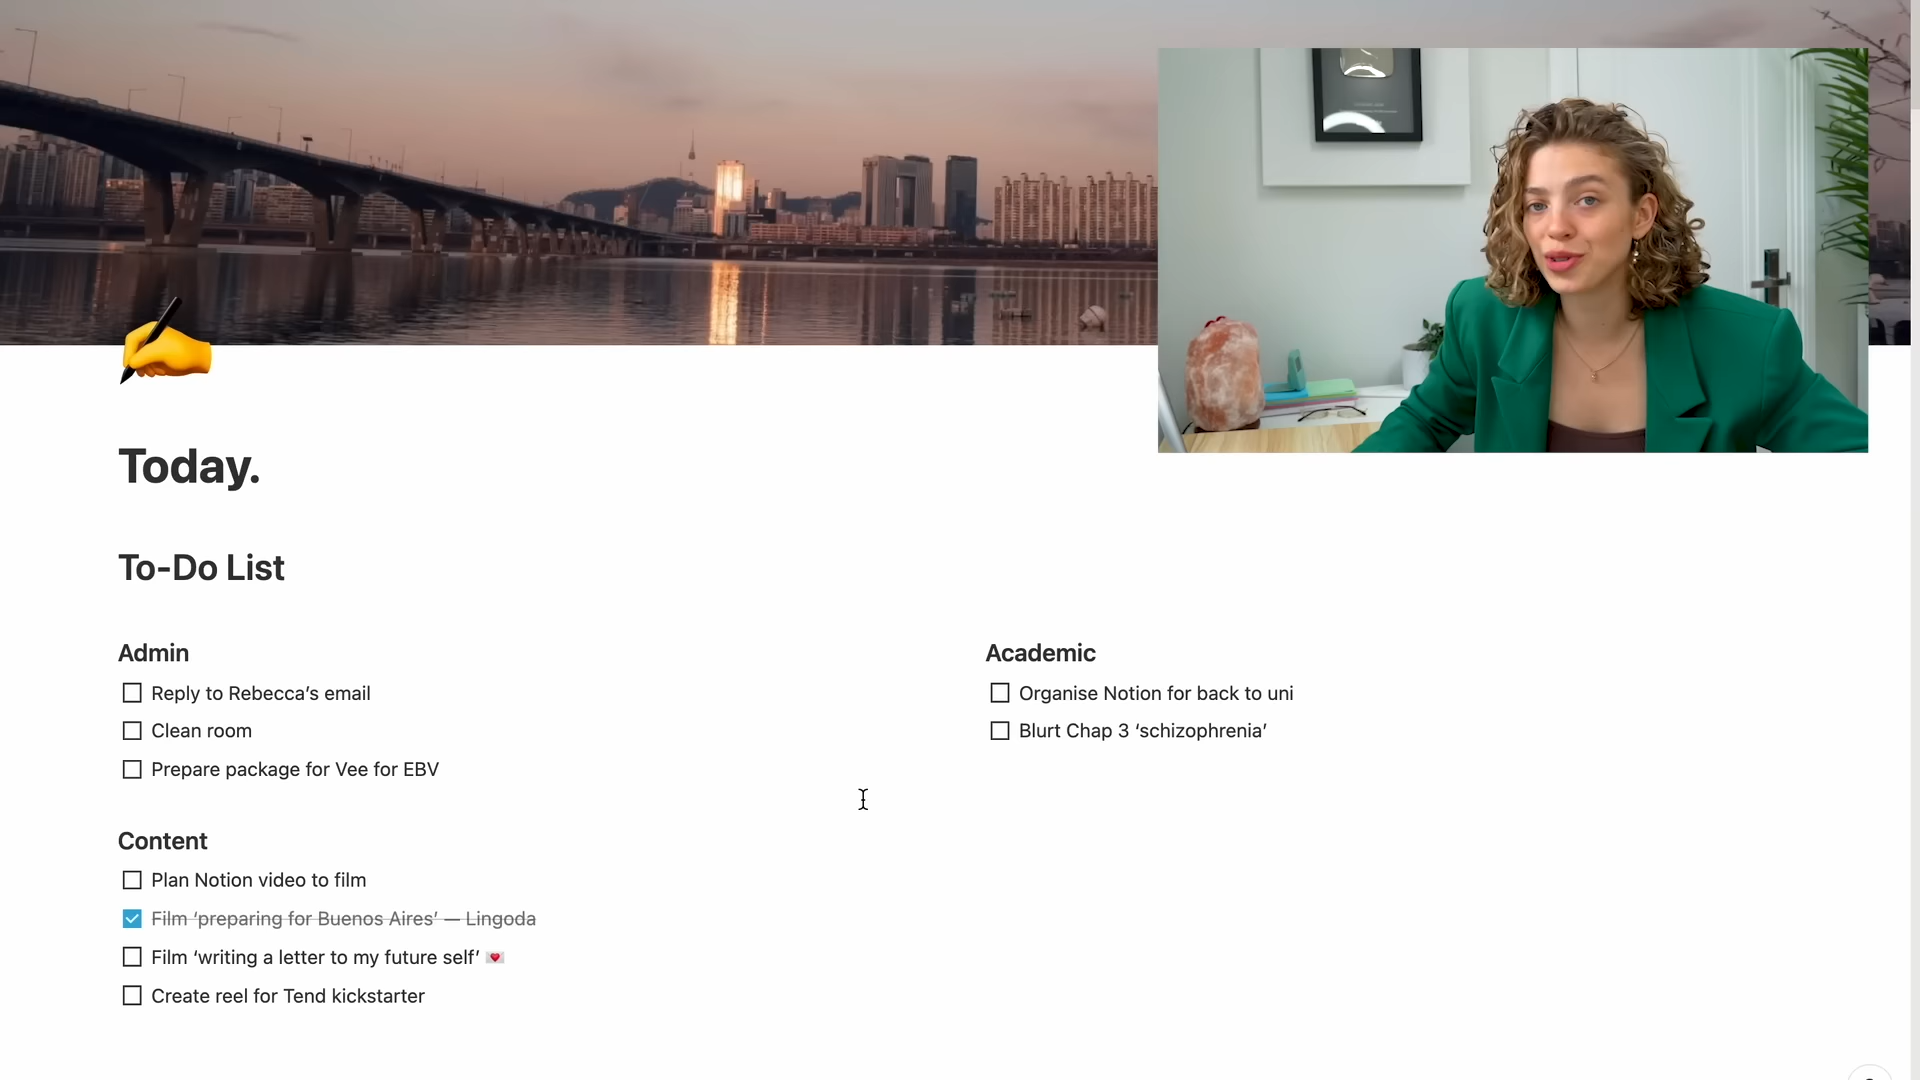 Today.
To-Do List
Admin
Reply to Rebecca’s email
Clean room
Prepare package for Vee for EBV
Content
Plan Notion video to film
Film ‘preparing for Buenos Aires’ — Lingoda
Film ‘writing a letter to my future self’ 💌
Create reel for Tend kickstarter
Academic
Organise Notion for back to uni
Blurt Chap 3 ‘schizophrenia’